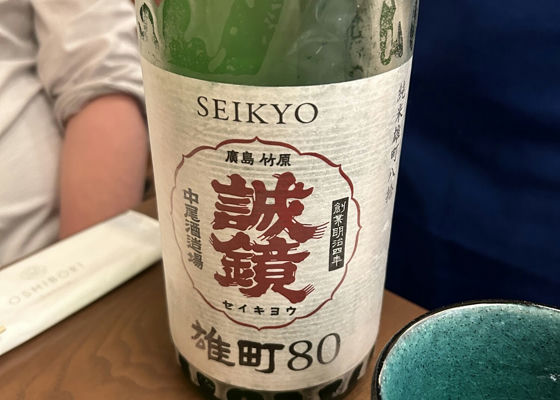 SEIKYO
廣島 竹原
誠鏡
中尾酒造場
創業明治四年
セイキョウ
雄町80
純米雄町八拾
OSHIBORI